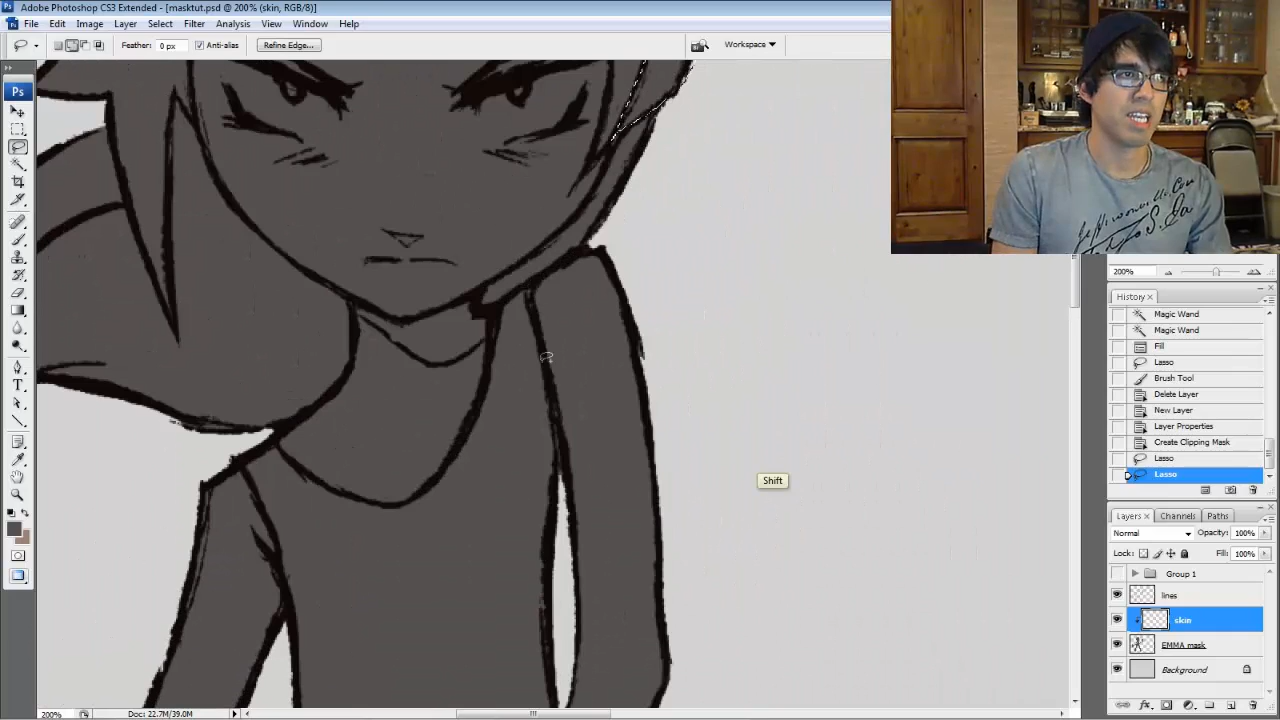 Ps Adobe Photoshop CS3 Extended - [masktut.psd @ 200% (skin, RGB/8)]
File Edit Image Layer Select Filter Analysis View Window Help
Feather: 0 px Anti-alias Refine Edge... Workspace
Ps
T
200%
History
Magic Wand
Magic Wand
Fill
Lasso
Brush Tool
Delete Layer
New Layer
Layer Properties
Create Clipping Mask
Lasso
Lasso
Shift
Layers Channels Paths
Normal Opacity: 100%
Lock: Fill: 100%
Group 1
lines
skin
EMMA mask
Background
200% Doc: 22.7M/39.0M